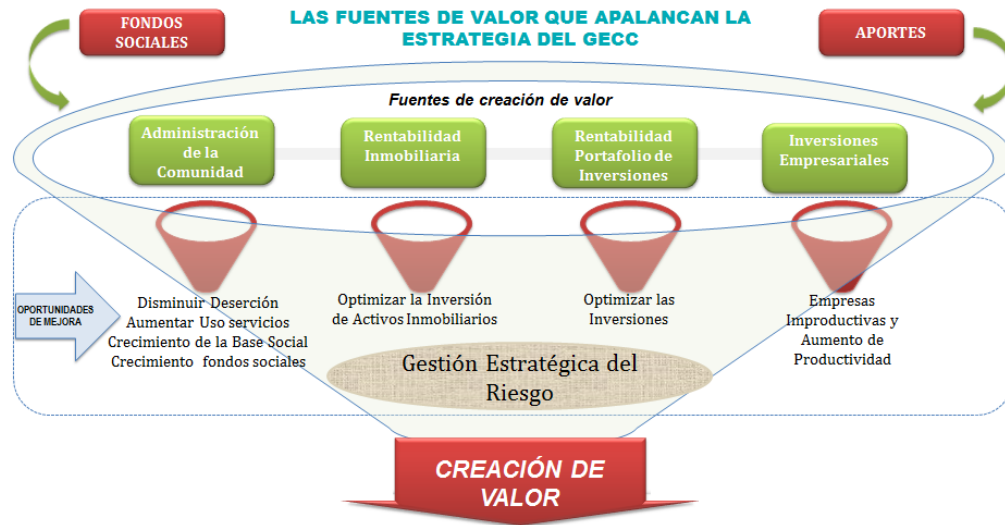 LAS FUENTES DE VALOR QUE APALANCAN LA
ESTRATEGIA DEL GECC
FONDOS
SOCIALES
APORTES
Fuentes de creación de valor
Administración
de la
Comunidad
Rentabilidad
Inmobiliaria
Rentabilidad
Portafolio de
Inversiones
Inversiones
Empresariales
OPORTUNIDADES
DE MEJORA
Disminuir Deserción
Aumentar Uso servicios
Crecimiento de la Base Social
Crecimiento fondos sociales
Optimizar la Inversión
de Activos Inmobiliarios
Optimizar las
Inversiones
Empresas
Improductivas y
Aumento de
Productividad
Gestión Estratégica del
Riesgo
CREACIÓN DE
VALOR